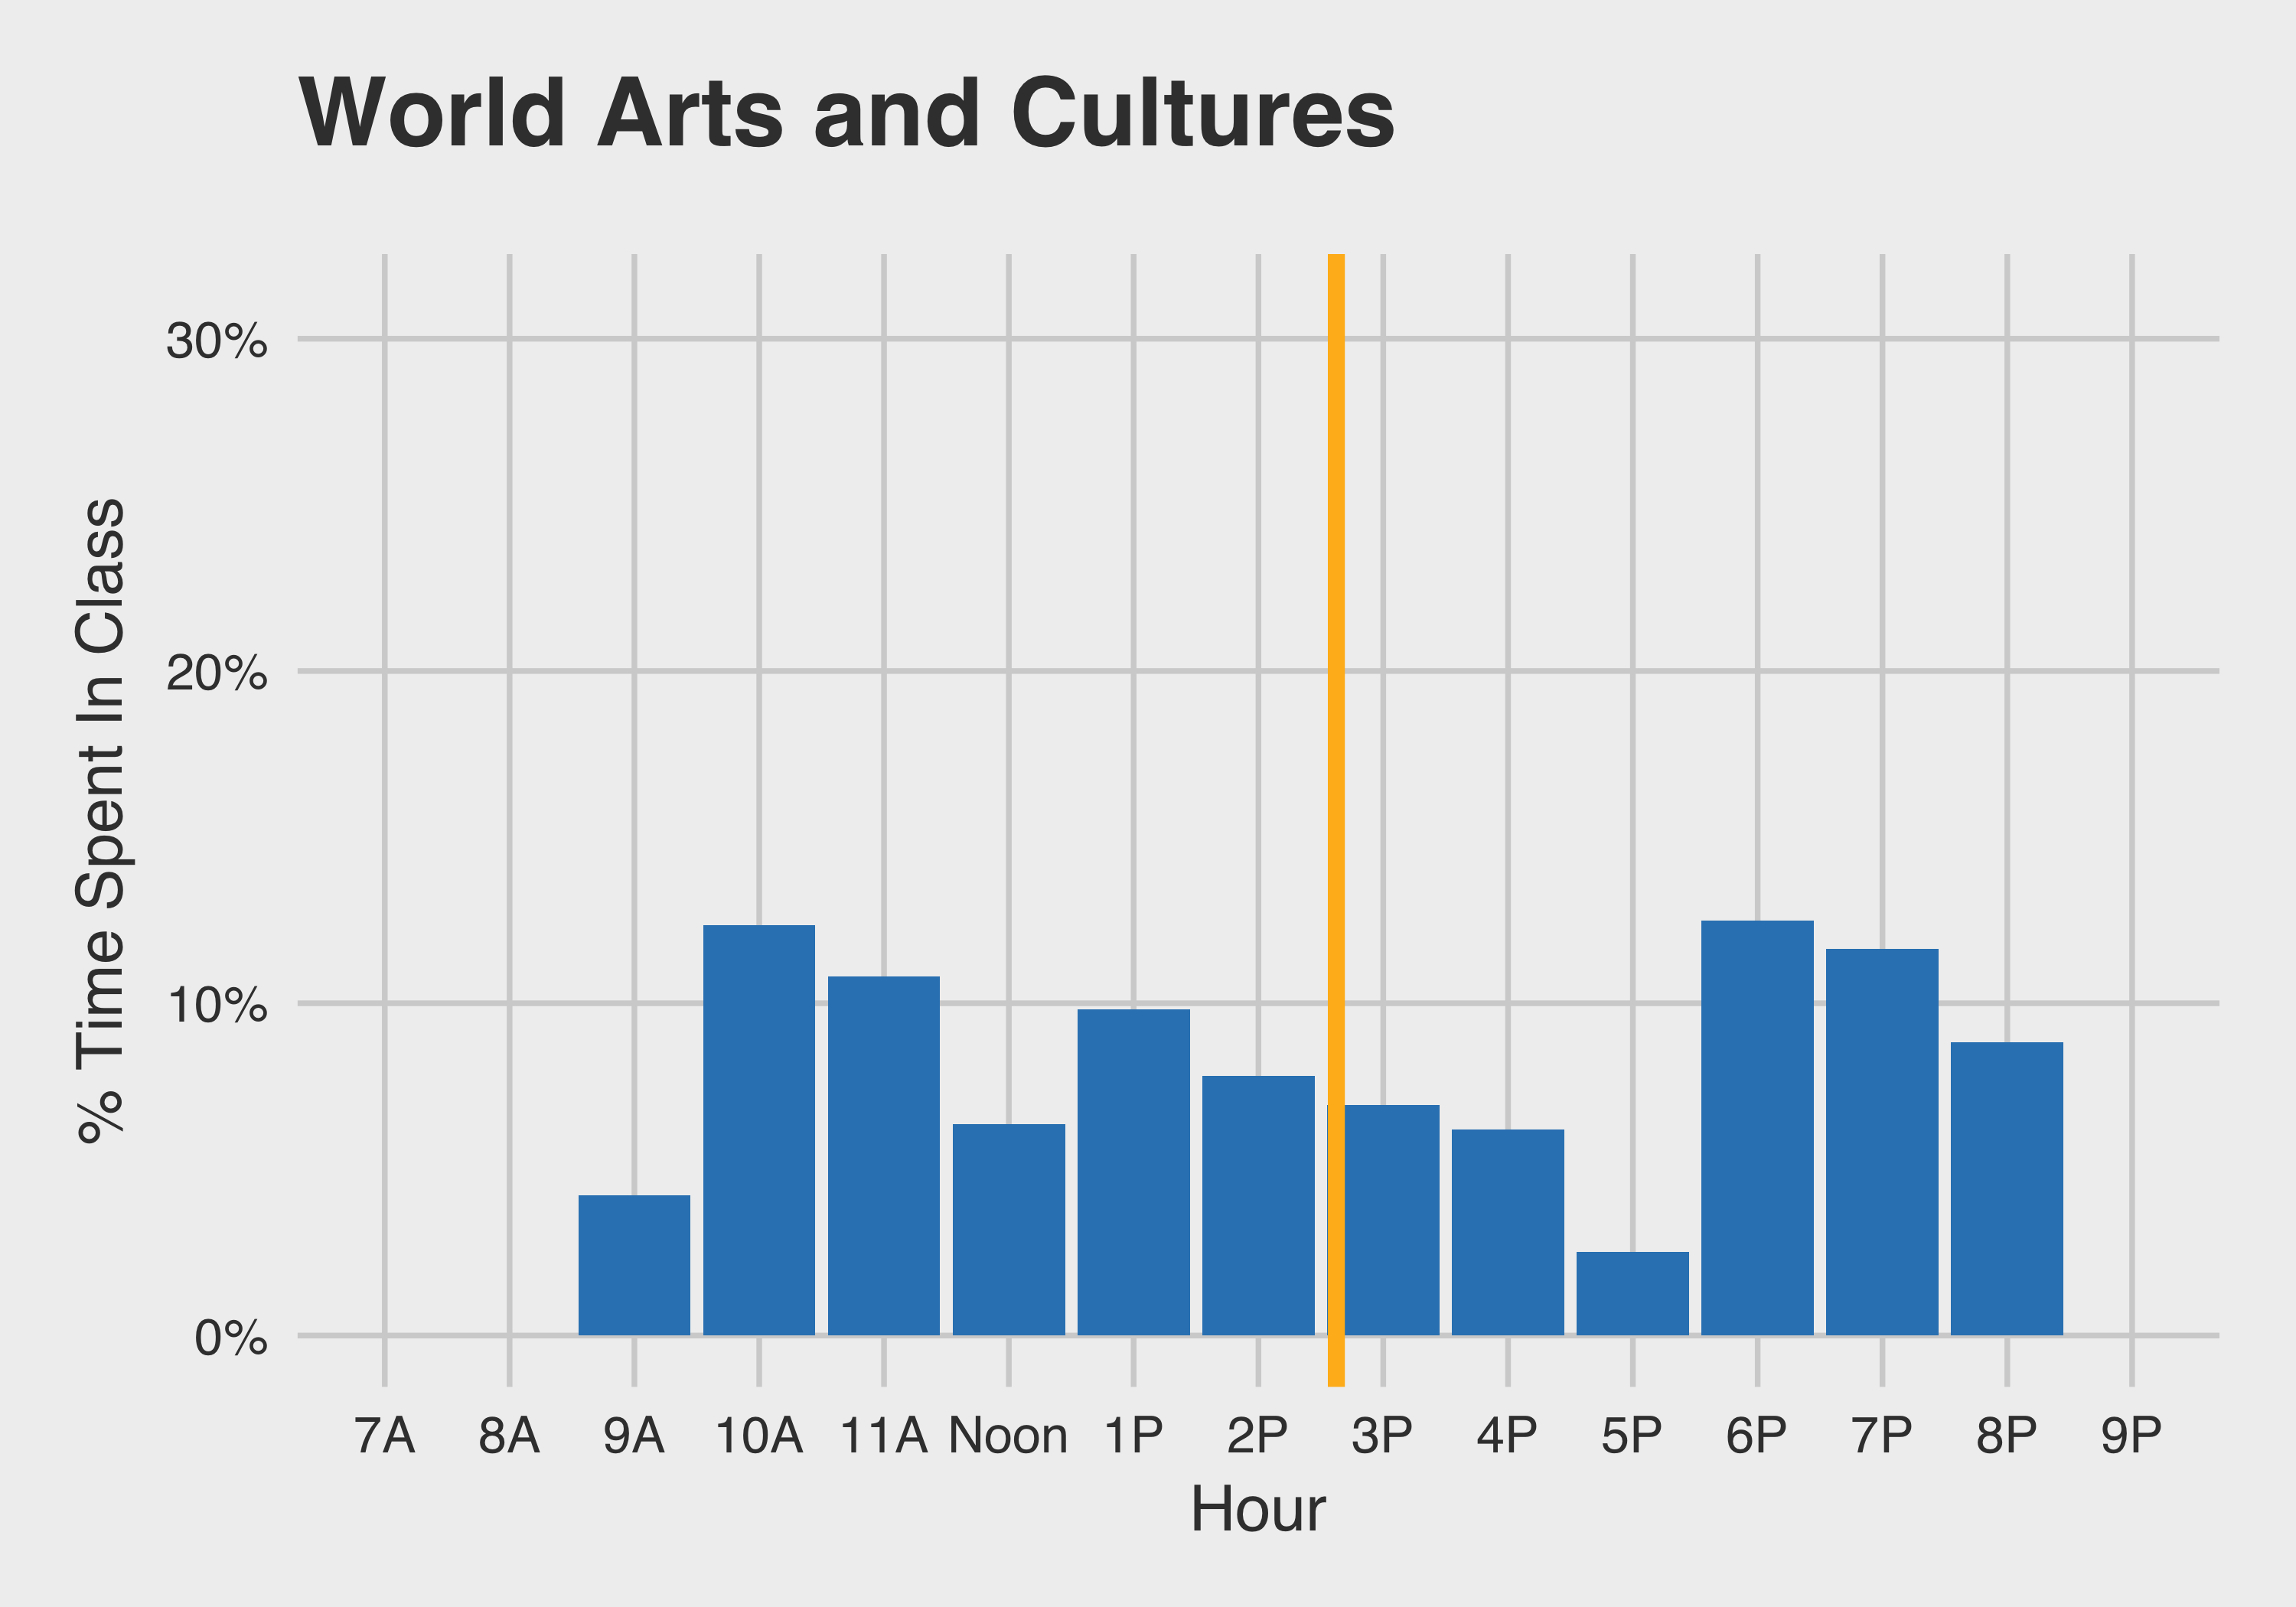 World Arts and Cultures
% Time Spent In Class
30%
20%
10%
0%
7A 8A 9A 10A 11A Noon 1P 2P 3P 4P 5P 6P 7P 8P 9P
Hour